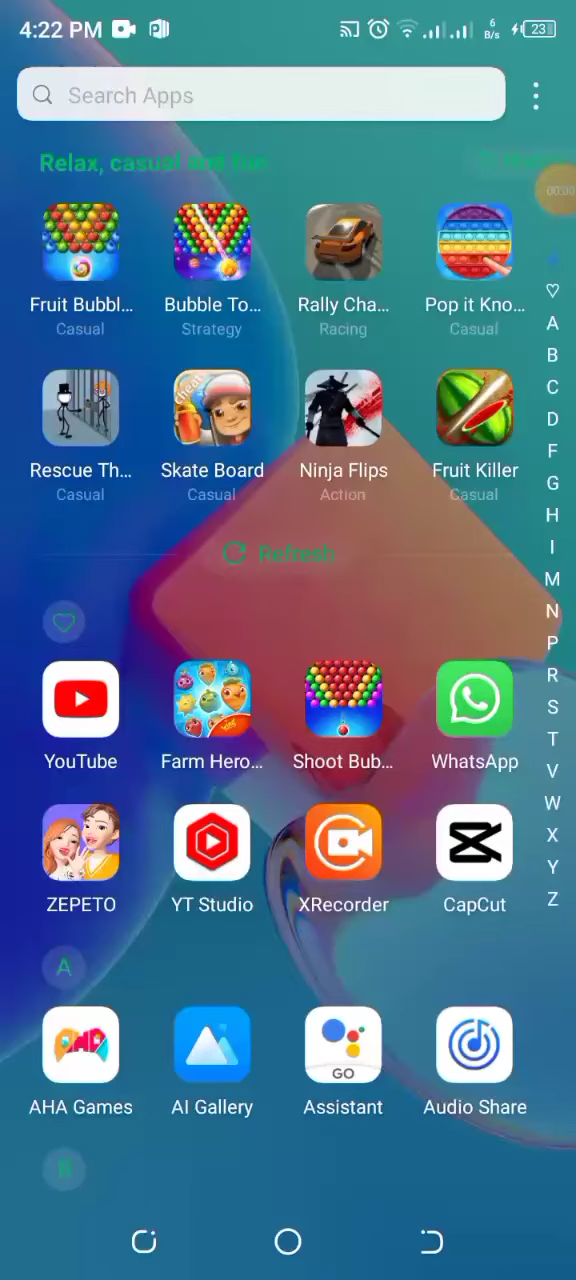 4:22 PM 6 B/s 23
Search Apps
Relax, casual and fun
00:00
Fruit Bubbl... Bubble To... Rally Cha... Pop it Kno...
Casual Strategy Racing Casual
Rescue Th... Skate Board Ninja Flips Fruit Killer
Casual Casual Action Casual
Refresh
YouTube Farm Hero... Shoot Bub... WhatsApp
ZEPETO YT Studio XRecorder CapCut
A
GO
AHA Games AI Gallery Assistant Audio Share
B
A
B
C
D
F
G
H
I
M
N
P
R
S
T
V
W
X
Y
Z